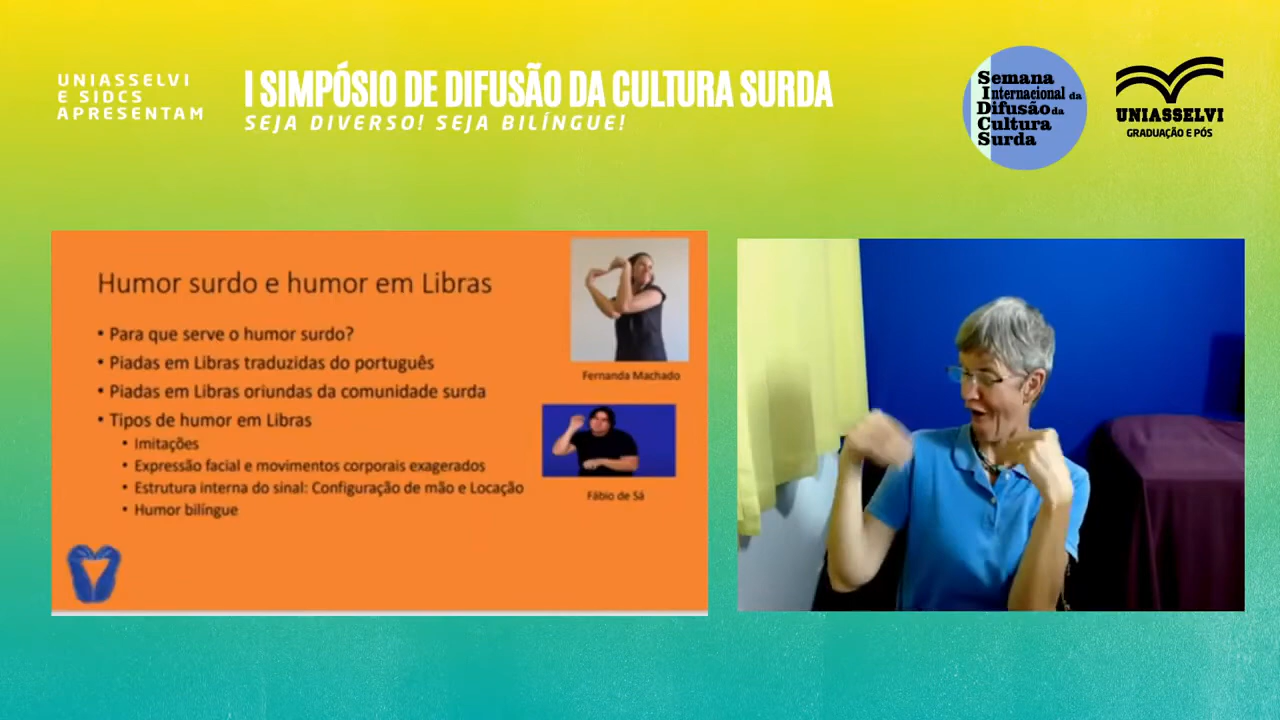 UNIASSELVI
E SIDCS
APRESENTAM
I SIMPÓSIO DE DIFUSÃO DA CULTURA SURDA
SEJA DIVERSO! SEJA BILÍNGUE!
Semana
Internacional da
Difusão da
Cultura
Surda
UNIASSELVI
GRADUAÇÃO E PÓS
Humor surdo e humor em Libras
• Para que serve o humor surdo?
• Piadas em Libras traduzidas do português
• Piadas em Libras oriundas da comunidade surda
• Tipos de humor em Libras
• Imitações
• Expressão facial e movimentos corporais exagerados
• Estrutura interna do sinal: Configuração de mão e Locação
• Humor bilíngue
Fernanda Machado
Fábio de Sá